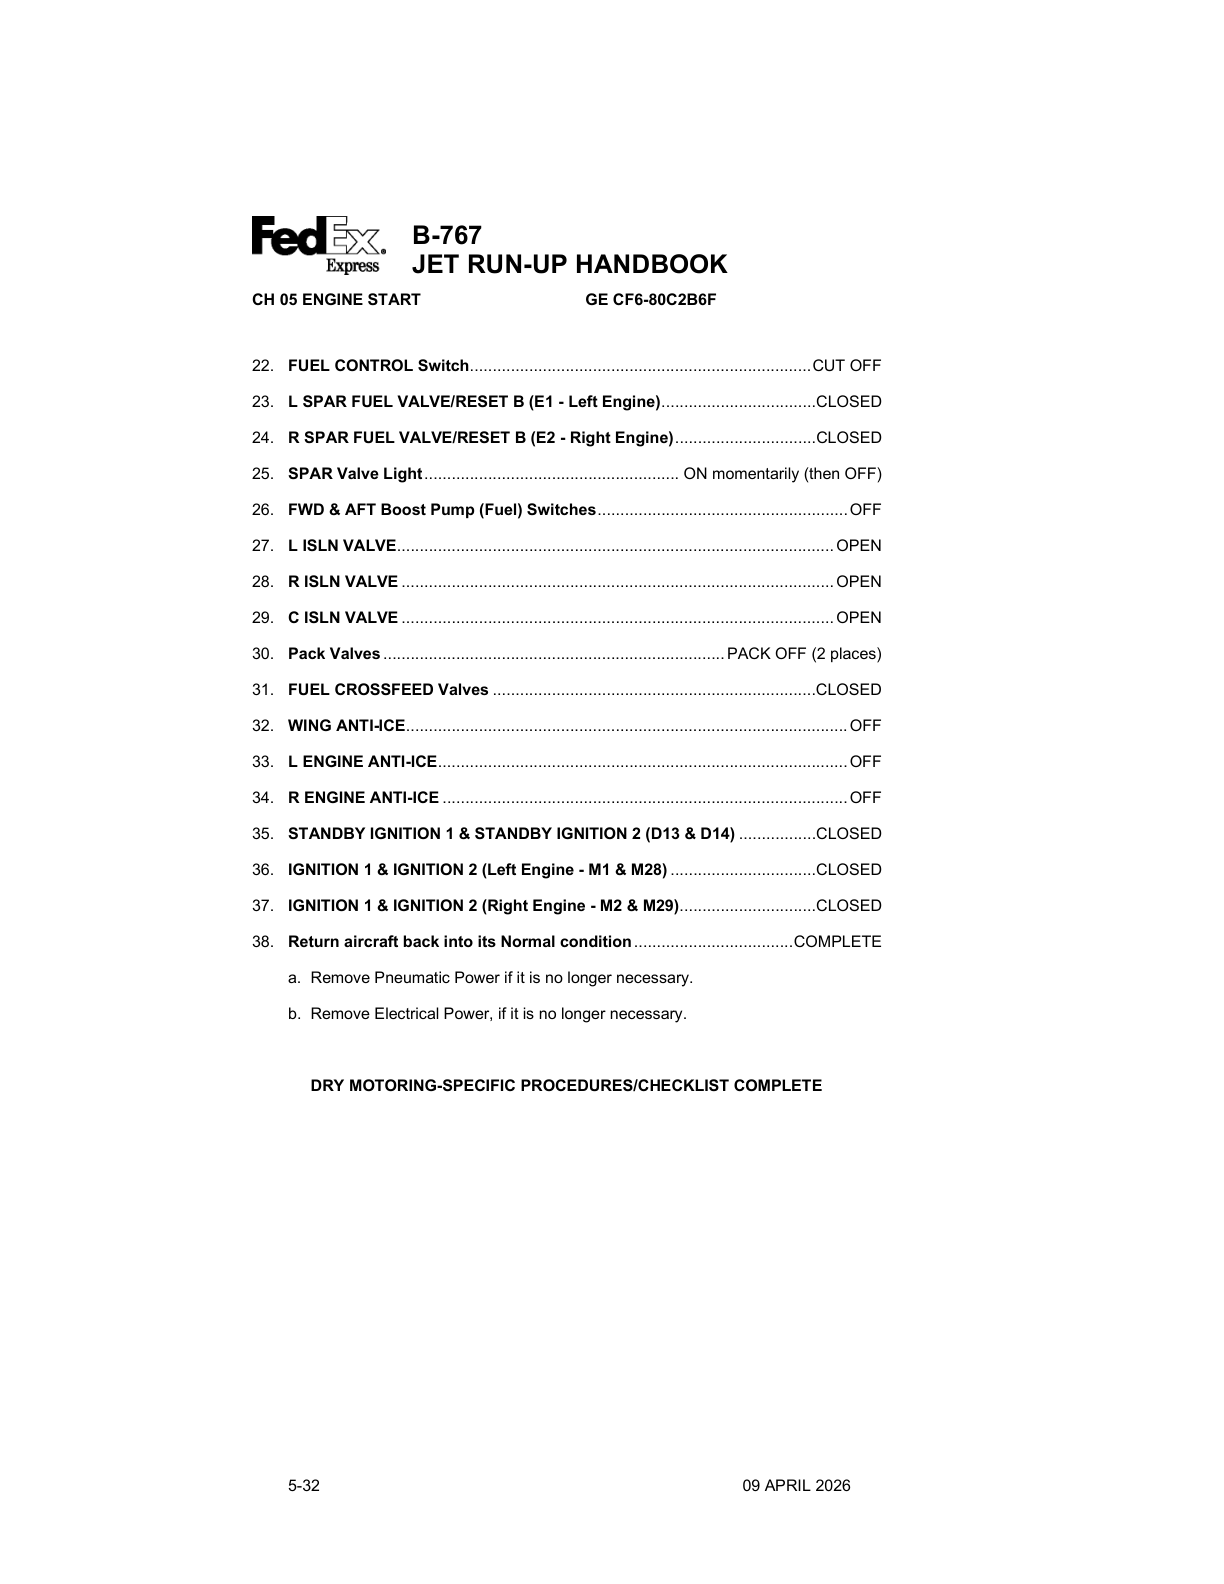 FedEx®
Express
B-767
JET RUN-UP HANDBOOK
CH 05 ENGINE START GE CF6-80C2B6F
22. FUEL CONTROL Switch...........................................................................CUT OFF
23. L SPAR FUEL VALVE/RESET B (E1 - Left Engine)..................................CLOSED
24. R SPAR FUEL VALVE/RESET B (E2 - Right Engine)...............................CLOSED
25. SPAR Valve Light........................................................ ON momentarily (then OFF)
26. FWD & AFT Boost Pump (Fuel) Switches.......................................................OFF
27. L ISLN VALVE................................................................................................OPEN
28. R ISLN VALVE ...............................................................................................OPEN
29. C ISLN VALVE ...............................................................................................OPEN
30. Pack Valves ...........................................................................PACK OFF (2 places)
31. FUEL CROSSFEED Valves .......................................................................CLOSED
32. WING ANTI-ICE.................................................................................................OFF
33. L ENGINE ANTI-ICE..........................................................................................OFF
34. R ENGINE ANTI-ICE .........................................................................................OFF
35. STANDBY IGNITION 1 & STANDBY IGNITION 2 (D13 & D14) .................CLOSED
36. IGNITION 1 & IGNITION 2 (Left Engine - M1 & M28) ................................CLOSED
37. IGNITION 1 & IGNITION 2 (Right Engine - M2 & M29)..............................CLOSED
38. Return aircraft back into its Normal condition...................................COMPLETE
a. Remove Pneumatic Power if it is no longer necessary.
b. Remove Electrical Power, if it is no longer necessary.
DRY MOTORING-SPECIFIC PROCEDURES/CHECKLIST COMPLETE
5-32 09 APRIL 2026